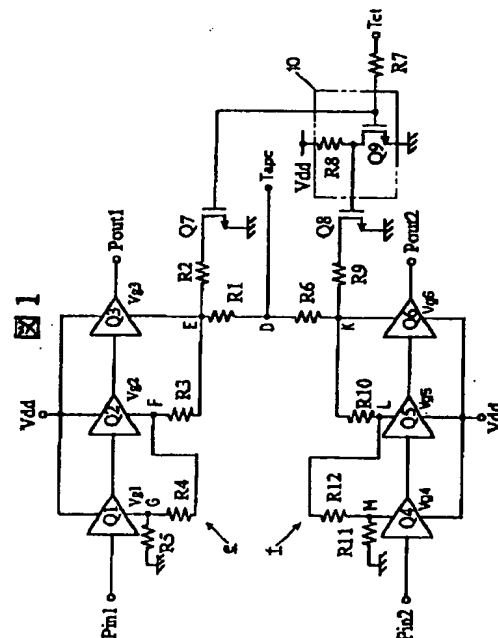 図 1
Vdd
Q1
Q2
Q3
Pin1
Pout1
Vg1
Vg2
Vg3
G
F
E
R5
R4
R3
R2
R1
Q7
e
D
Tapc
10
Vdd
R8
Q9
R7
Tct
Q8
f
R6
R9
K
R10
L
R12
R11
M
Pin2
Q4
Q5
Q6
Vg4
Vg5
Vg6
Pout2
Vdd